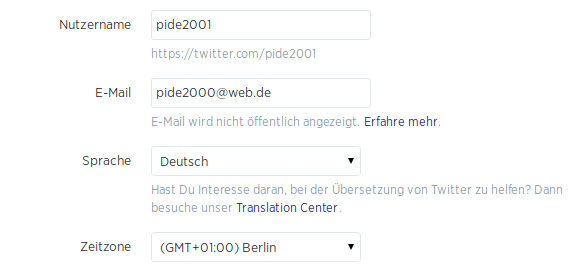 Nutzername pide2001
https://twitter.com/pide2001
E-Mail pide2000@web.de
E-Mail wird nicht öffentlich angezeigt. Erfahre mehr.
Sprache Deutsch
Hast Du Interesse daran, bei der Übersetzung von Twitter zu helfen? Dann
besuche unser Translation Center.
Zeitzone (GMT+01:00) Berlin